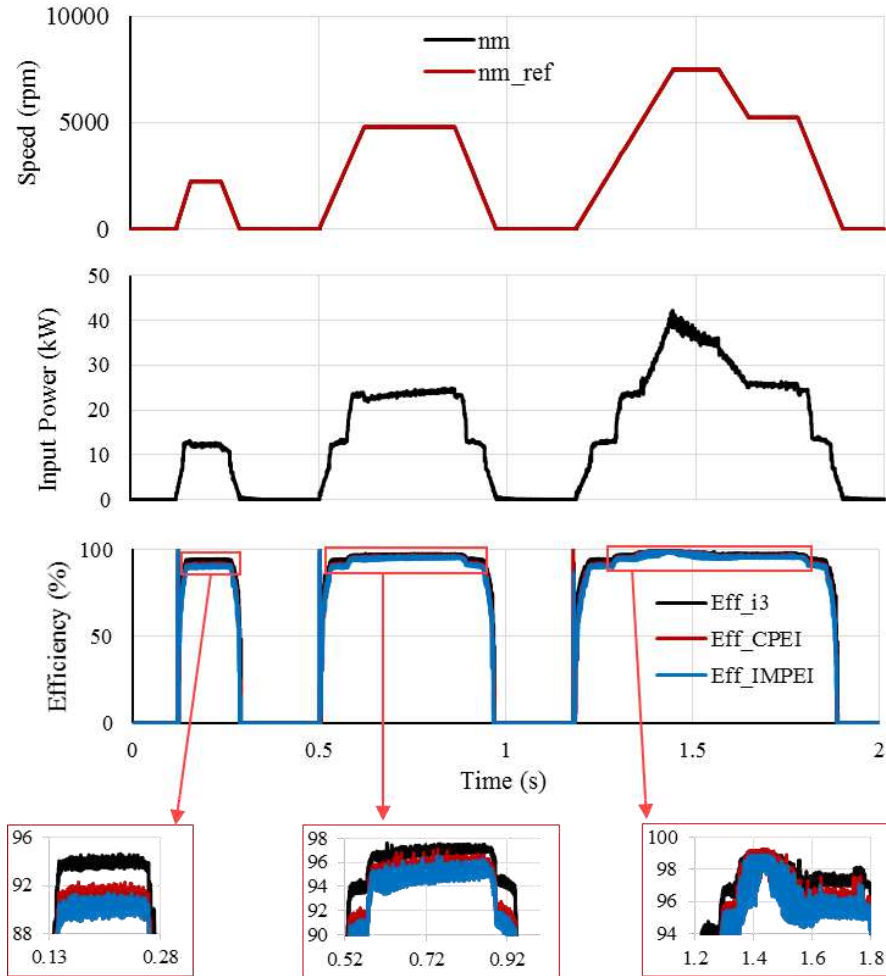 10000
5000
0
Speed (rpm)
nm
nm_ref
50
40
30
20
10
0
Input Power (kW)
100
50
0
Efficiency (%)
Eff_i3
Eff_CPEI
Eff_IMPEI
0 0.5 1 1.5 2
Time (s)
96
92
88
0.13 0.28
98
96
94
92
90
0.52 0.72 0.92
100
98
96
94
1.2 1.4 1.6 1.8